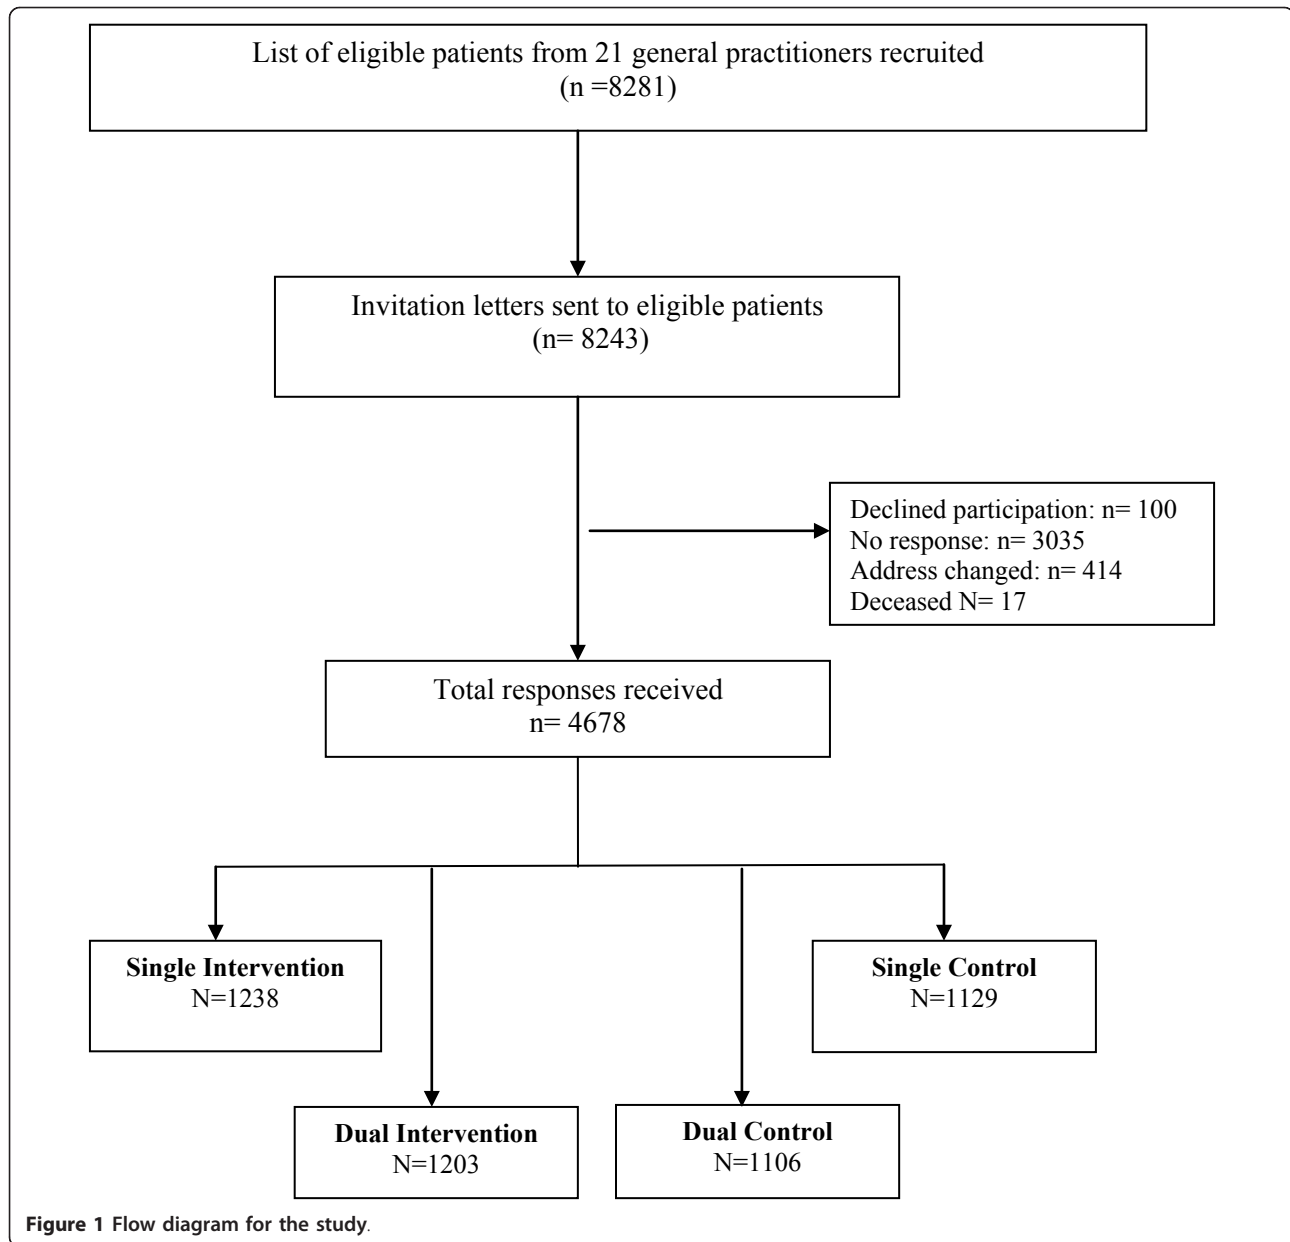 List of eligible patients from 21 general practitioners recruited
(n =8281)
Invitation letters sent to eligible patients
(n= 8243)
Declined participation: n= 100
No response: n= 3035
Address changed: n= 414
Deceased N= 17
Total responses received
n= 4678
Single Intervention
N=1238
Single Control
N=1129
Dual Intervention
N=1203
Dual Control
N=1106
Figure 1 Flow diagram for the study.